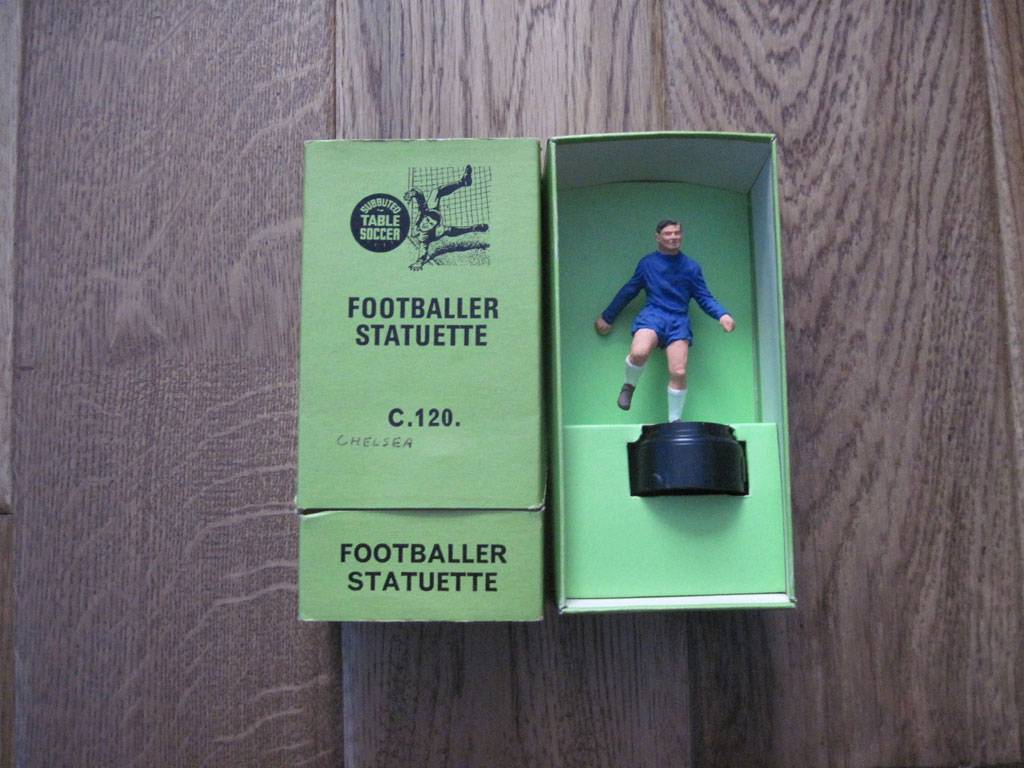 SUBBUTEO
TABLE
SOCCER
FOOTBALLER
STATUETTE
C.120.
CHELSEA
FOOTBALLER
STATUETTE